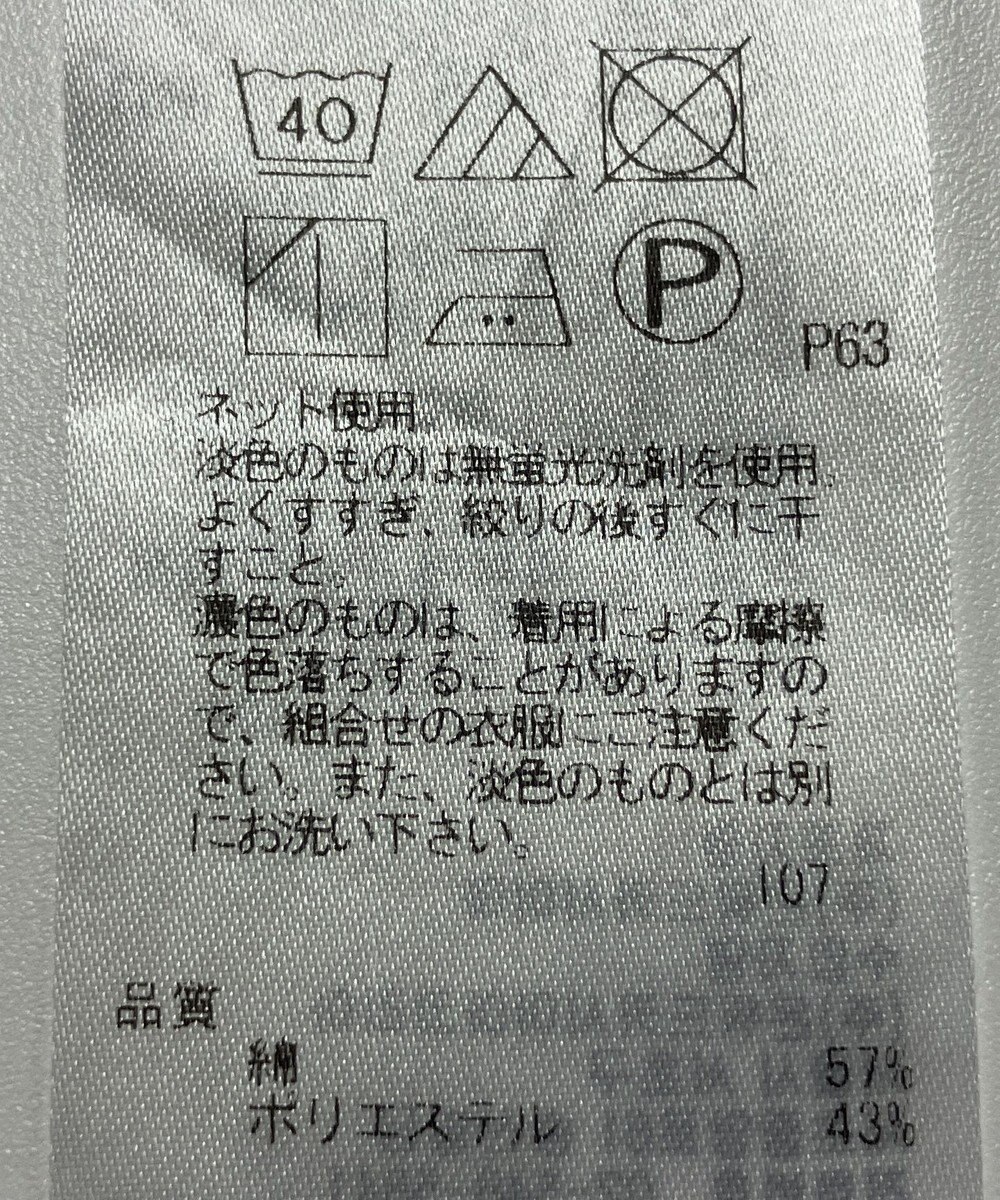 40
P
P63
ネット使用
淡色のものは無蛍光洗剤を使用
よくすすぎ、絞りの後すぐに干
すこと。
濃色のものは、着用による摩擦
で色落ちすることがありますの
で、組合せの衣服にご注意くだ
さい。また、淡色のものとは別
にお洗い下さい。
107
品質
綿 57%
ポリエステル 43%